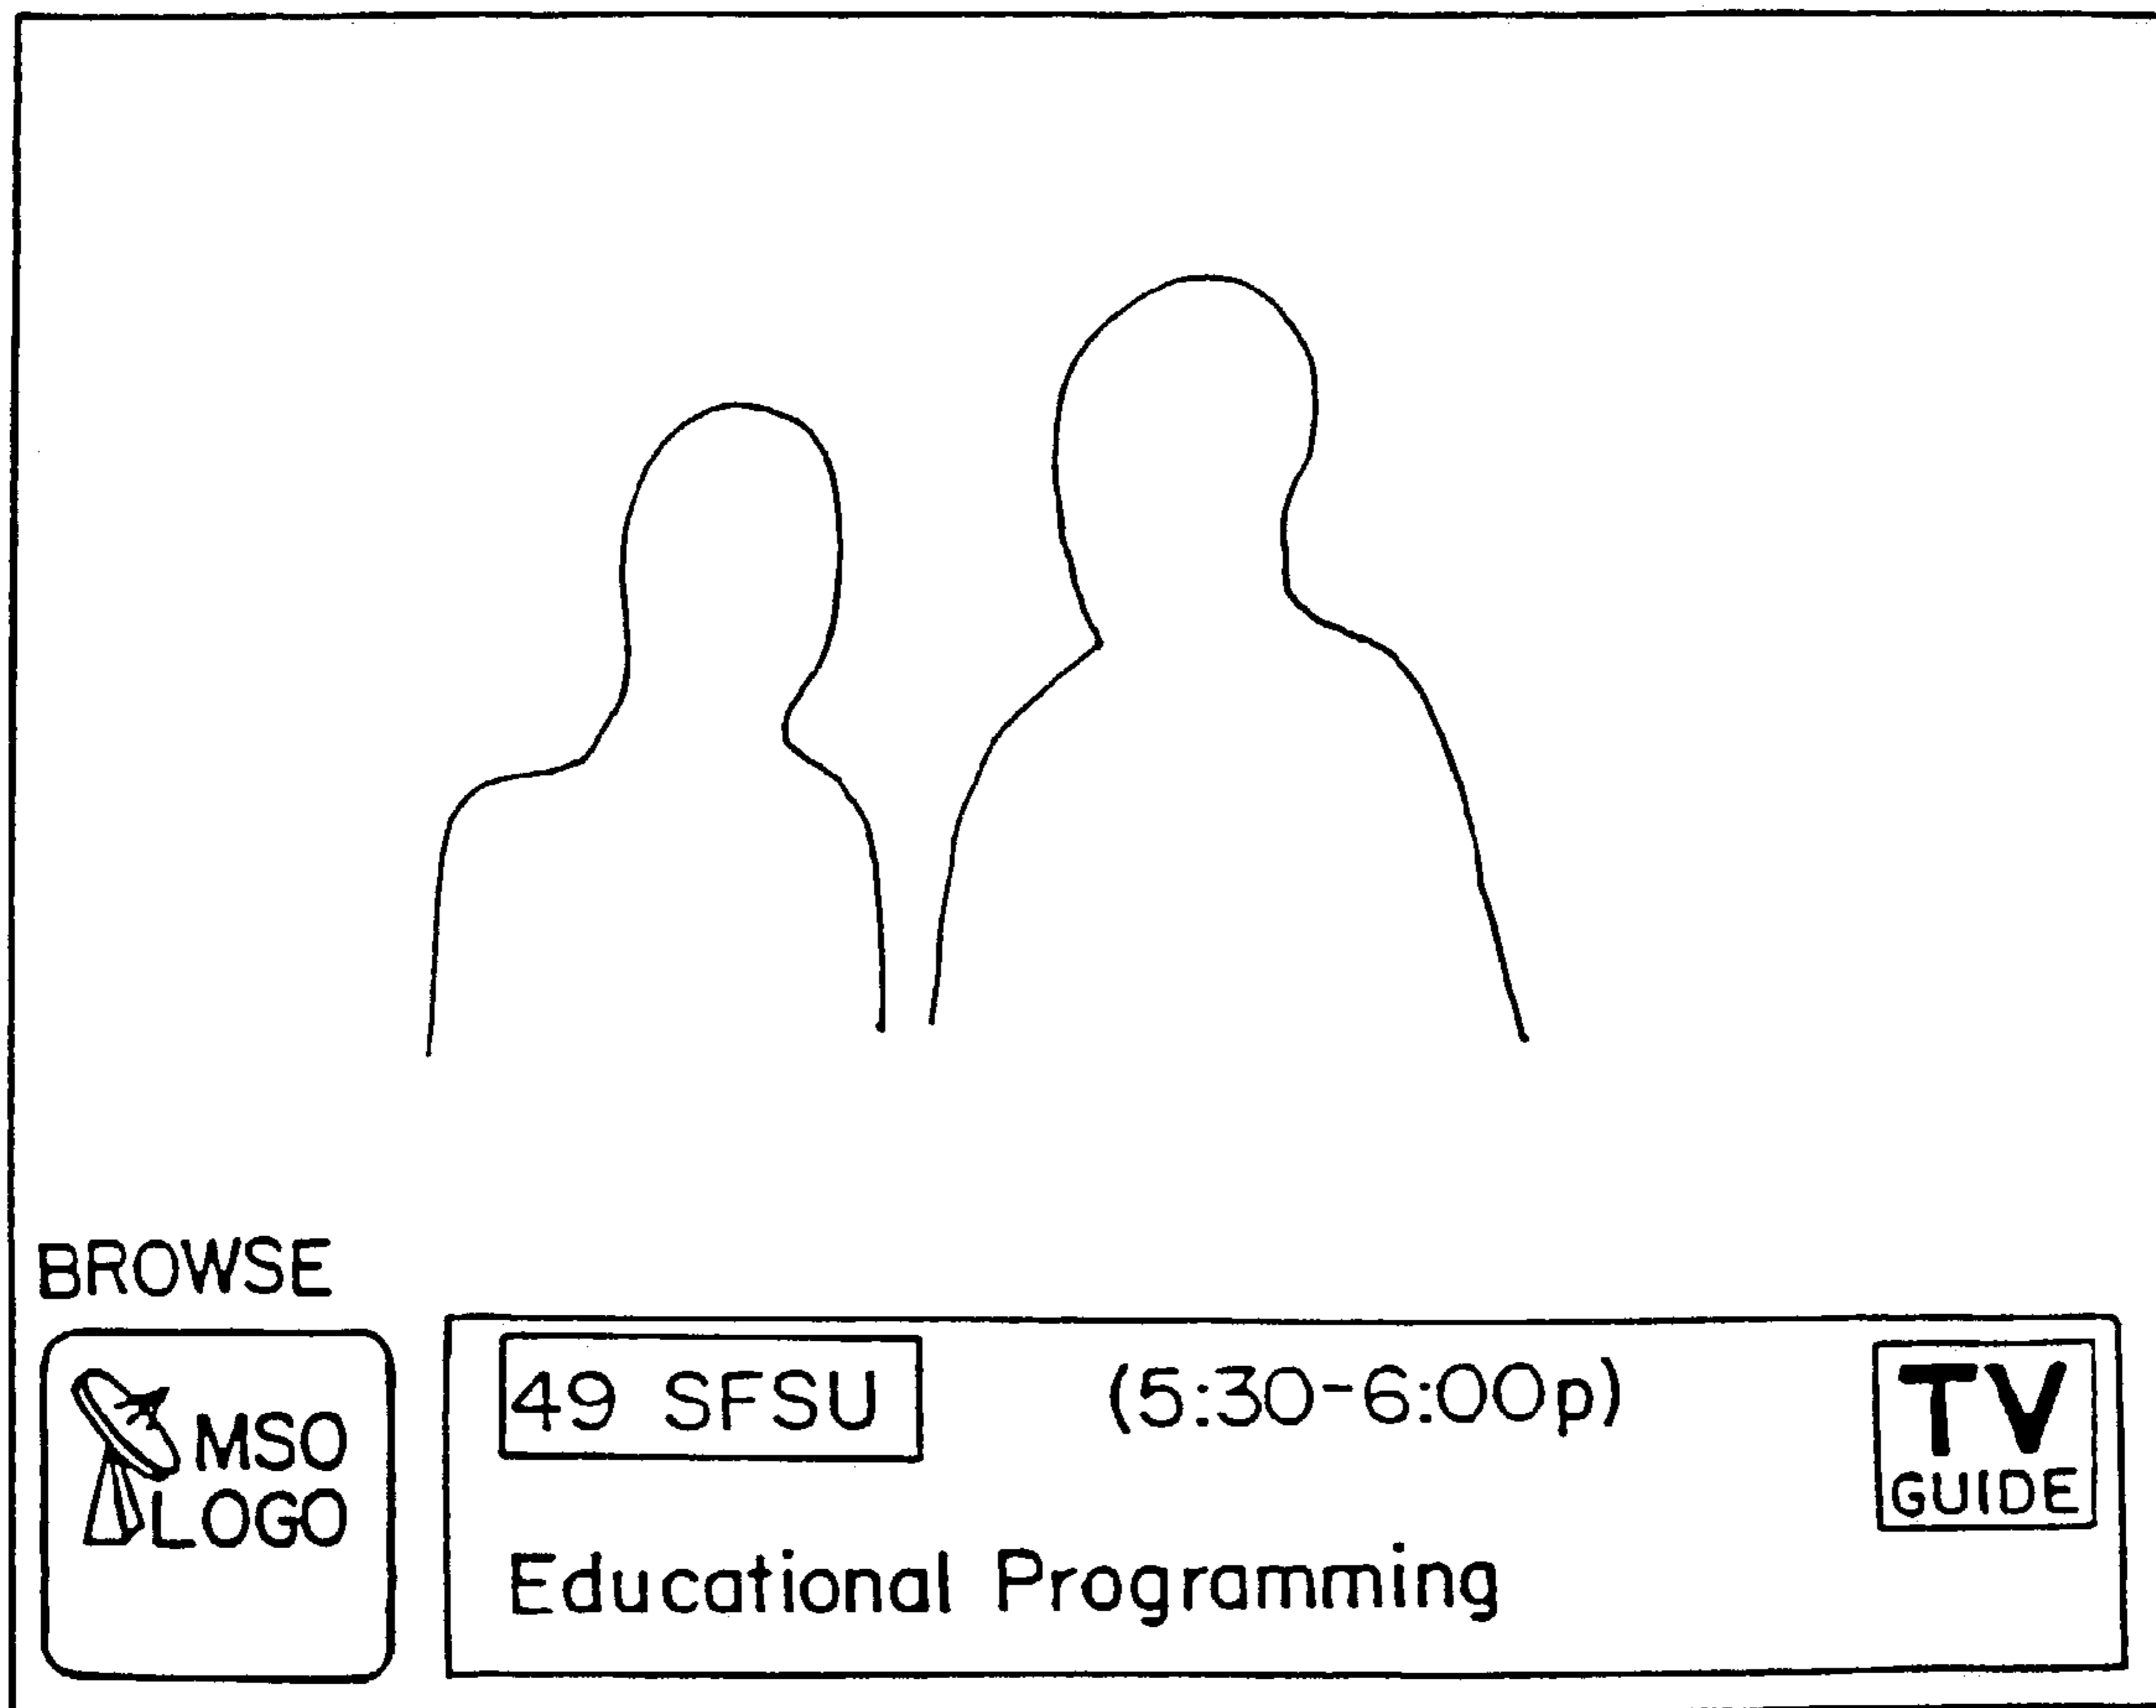 BROWSE
MSO
LOGO
49 SFSU (5:30-6:00p)
Educational Programming
TV
GUIDE